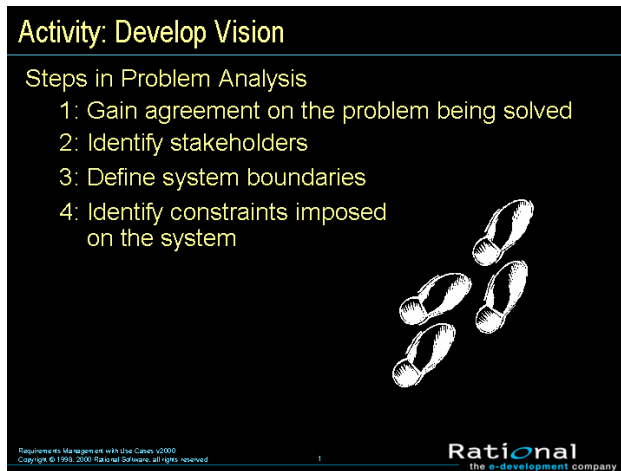 Activity: Develop Vision
Steps in Problem Analysis
1: Gain agreement on the problem being solved
2: Identify stakeholders
3: Define system boundaries
4: Identify constraints imposed
on the system
Requirements Management with Use Cases v2000
Copyright © 1998, 2000 Rational Software, all rights reserved
1
Rational
the e-development company